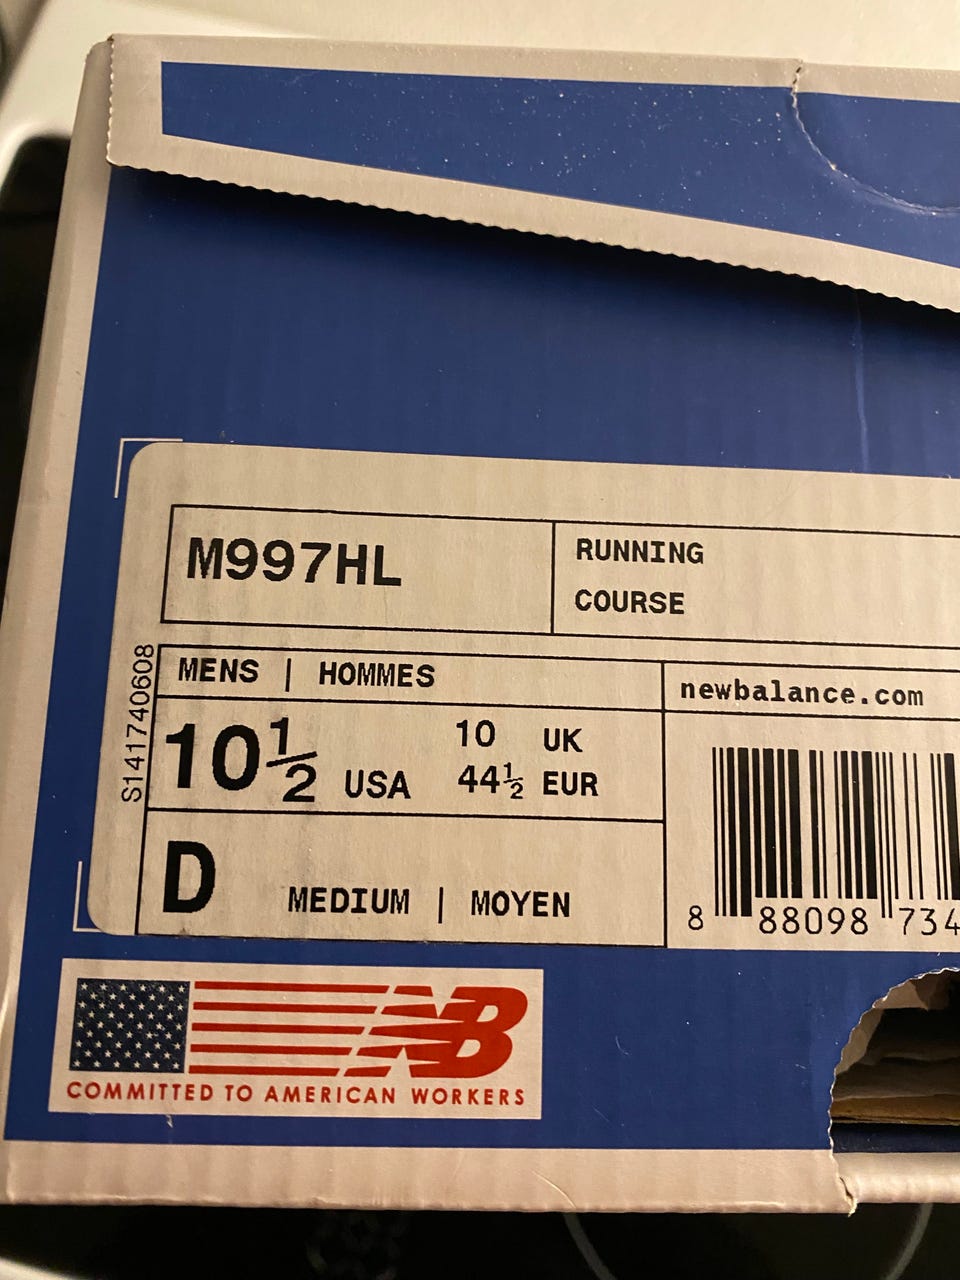 M997HL
RUNNING
COURSE
S141740608
MENS | HOMMES
newbalance.com
10½ USA
10 UK
44½ EUR
D MEDIUM | MOYEN
8 88098 734
NB
COMMITTED TO AMERICAN WORKERS